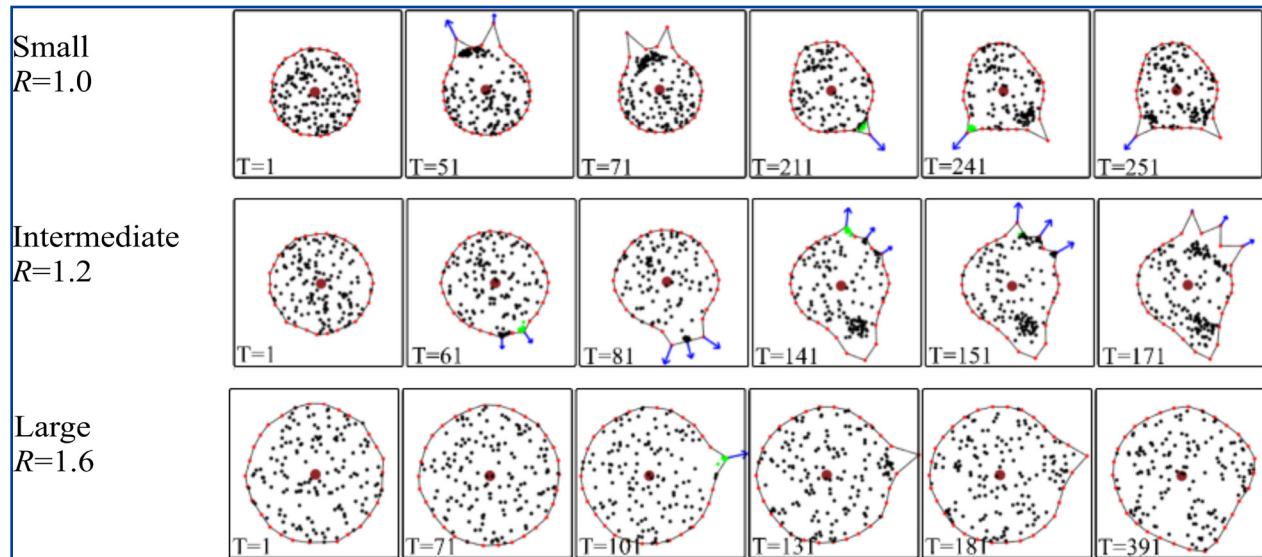 Small
R=1.0
T=1
T=51
T=71
T=211
T=241
T=251
Intermediate
R=1.2
T=1
T=61
T=81
T=141
T=151
T=171
Large
R=1.6
T=1
T=71
T=101
T=131
T=181
T=391